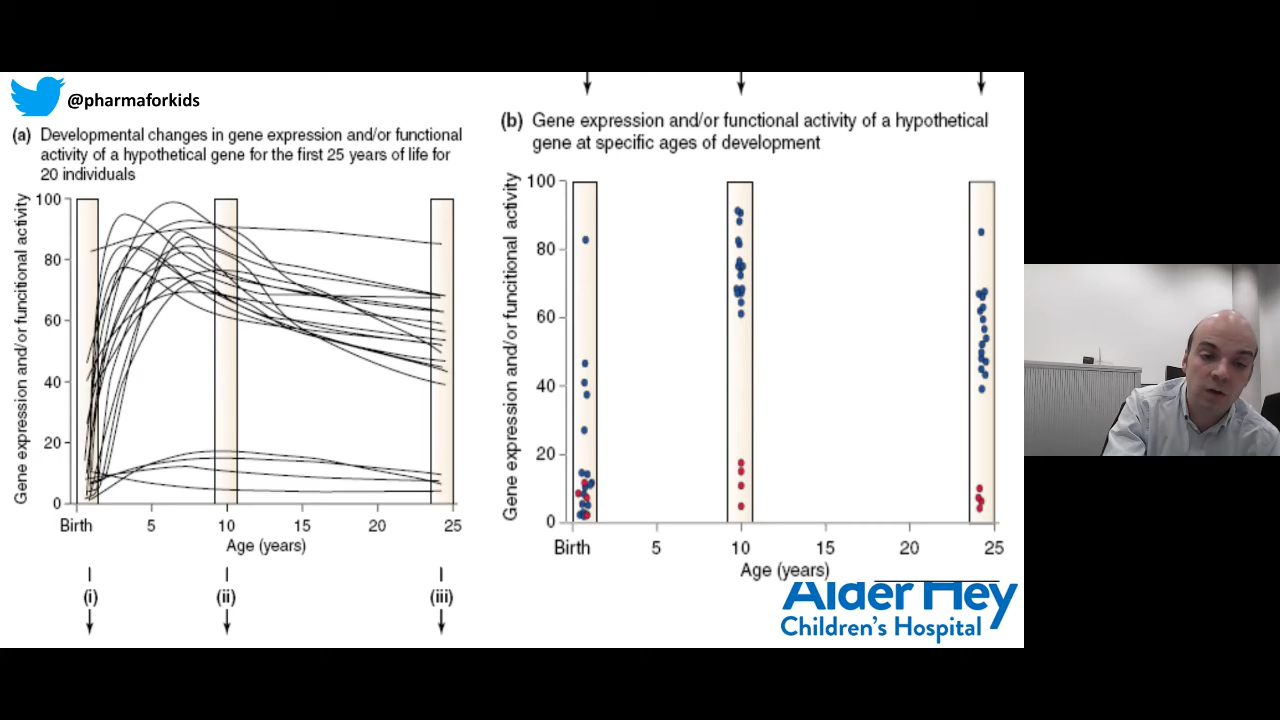 @pharmaforkids
(a) Developmental changes in gene expression and/or functional
activity of a hypothetical gene for the first 25 years of life for
20 individuals
Gene expression and/or funcitional activity
100
80
60
40
20
0
Birth 5 10 15 20 25
Age (years)
(i) (ii) (iii)
(b) Gene expression and/or functional activity of a hypothetical
gene at specific ages of development
Gene expression and/or funcitional activity
100
80
60
40
20
0
Birth 5 10 15 20 25
Age (years)
Alder Hey
Children's Hospital